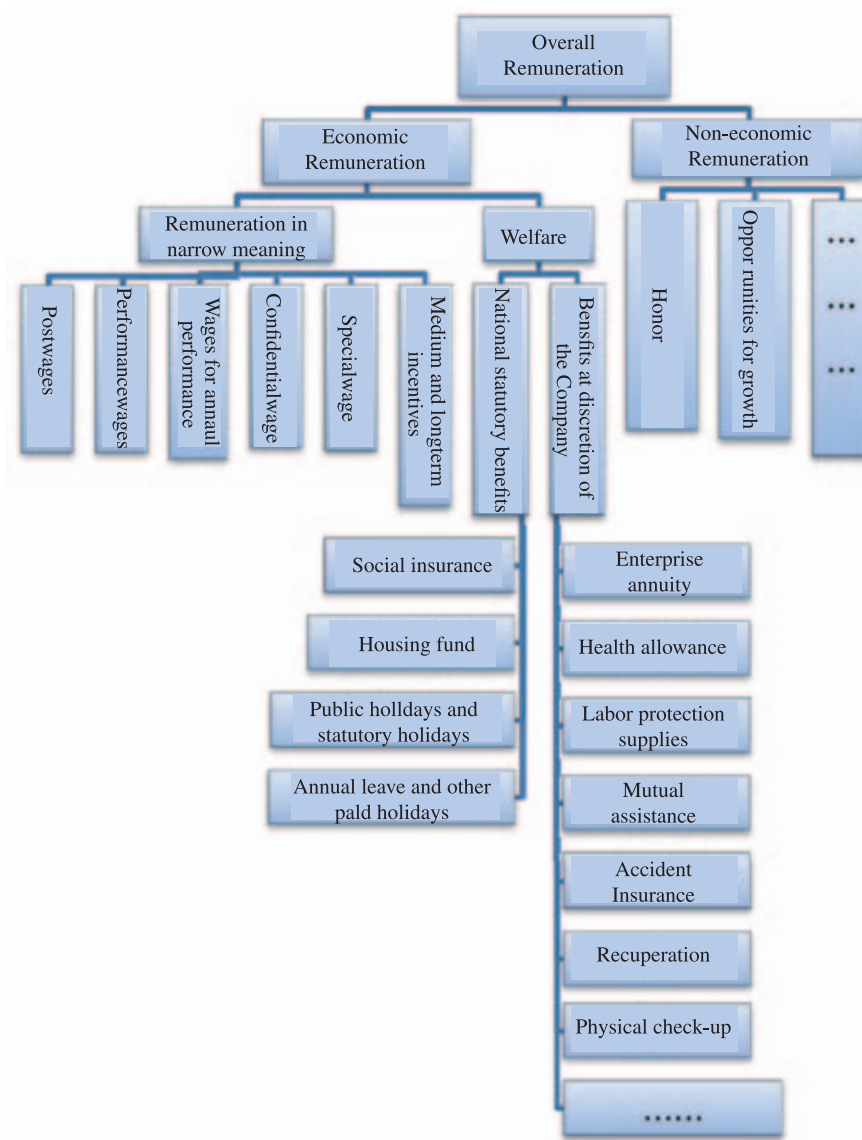 Overall
Remuneration
Economic
Remuneration
Non-economic
Remuneration
Remuneration in
narrow meaning
Welfare
Honor
Oppor runities for growth
...
...
...
Postwages
Performancewages
Wages for annaul
performance
Confidentialwage
Specialwage
Medium and longterm
incentives
National statutory benefits
Bensfits at discretion of
the Company
Social insurance
Housing fund
Public holldays and
statutory holidays
Annual leave and other
pald holidays
Enterprise
annuity
Health allowance
Labor protection
supplies
Mutual
assistance
Accident
Insurance
Recuperation
Physical check-up
......